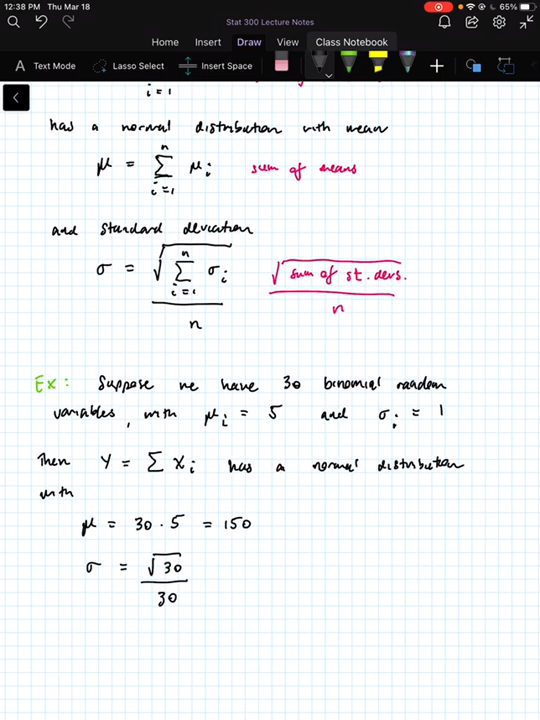 12:38 PM Thu Mar 18
65%
Stat 300 Lecture Notes
Home Insert Draw View Class Notebook
Text Mode Lasso Select Insert Space
i=1
has a normal distribution with mean
μ = n∑i=1 μi sum of means
and standard deviation
σ = √(n∑i=1 σi) / n √(sum of st. devs.) / n
Ex: Suppose we have 30 binomial random
variables, with μi = 5 and σi = 1
Then Y = ∑ Xi has a normal distribution
with
μ = 30 · 5 = 150
σ = √30 / 30